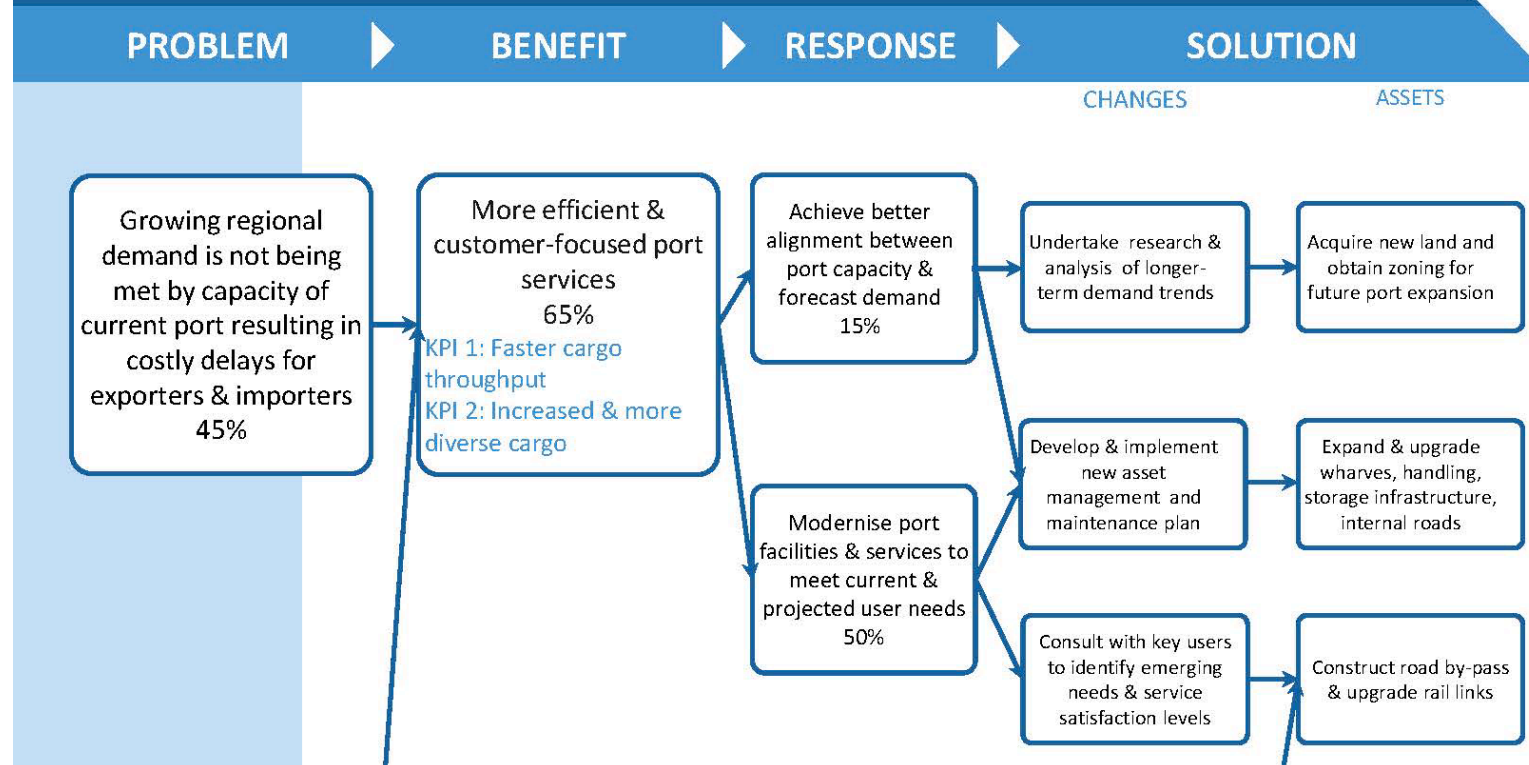 PROBLEM
BENEFIT
RESPONSE
SOLUTION
CHANGES
ASSETS
Growing regional
demand is not being
met by capacity of
current port resulting in
costly delays for
exporters & importers
45%
More efficient &
customer-focused port
services
65%
KPI 1: Faster cargo
throughput
KPI 2: Increased & more
diverse cargo
Achieve better
alignment between
port capacity &
forecast demand
15%
Modernise port
facilities & services to
meet current &
projected user needs
50%
Undertake research &
analysis of longer-
term demand trends
Develop & implement
new asset
management and
maintenance plan
Consult with key users
to identify emerging
needs & service
satisfaction levels
Acquire new land and
obtain zoning for
future port expansion
Expand & upgrade
wharves, handling,
storage infrastructure,
internal roads
Construct road by-pass
& upgrade rail links